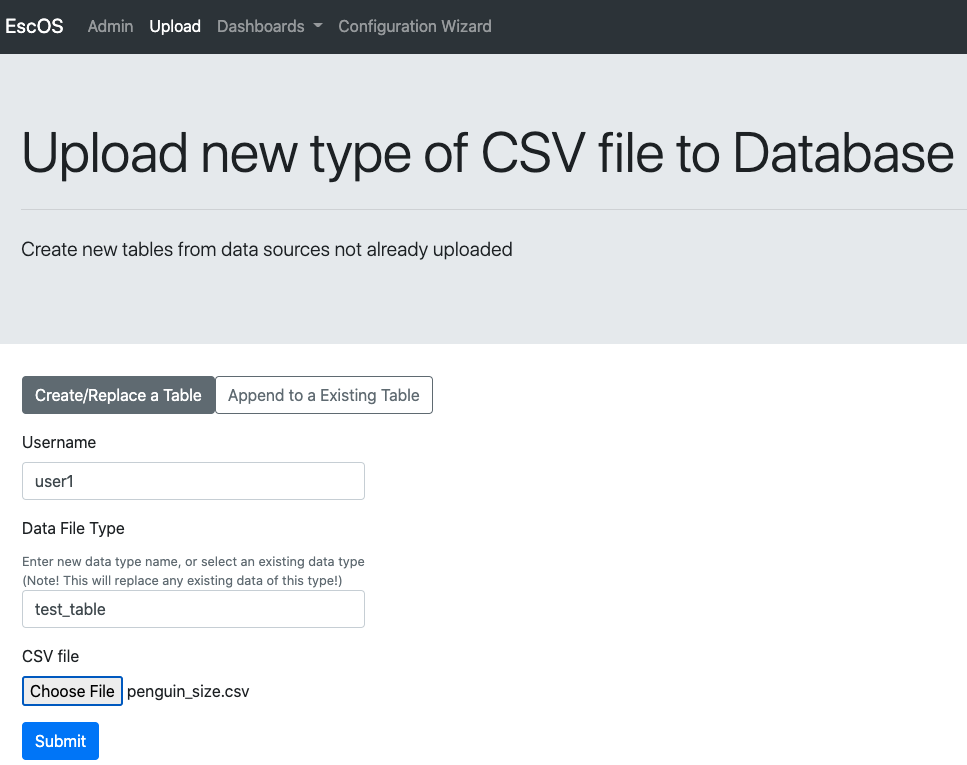 EscOS Admin Upload Dashboards Configuration Wizard
Upload new type of CSV file to Database
Create new tables from data sources not already uploaded
Create/Replace a Table Append to a Existing Table
Username
user1
Data File Type
Enter new data type name, or select an existing data type
(Note! This will replace any existing data of this type!)
test_table
CSV file
Choose File penguin_size.csv
Submit